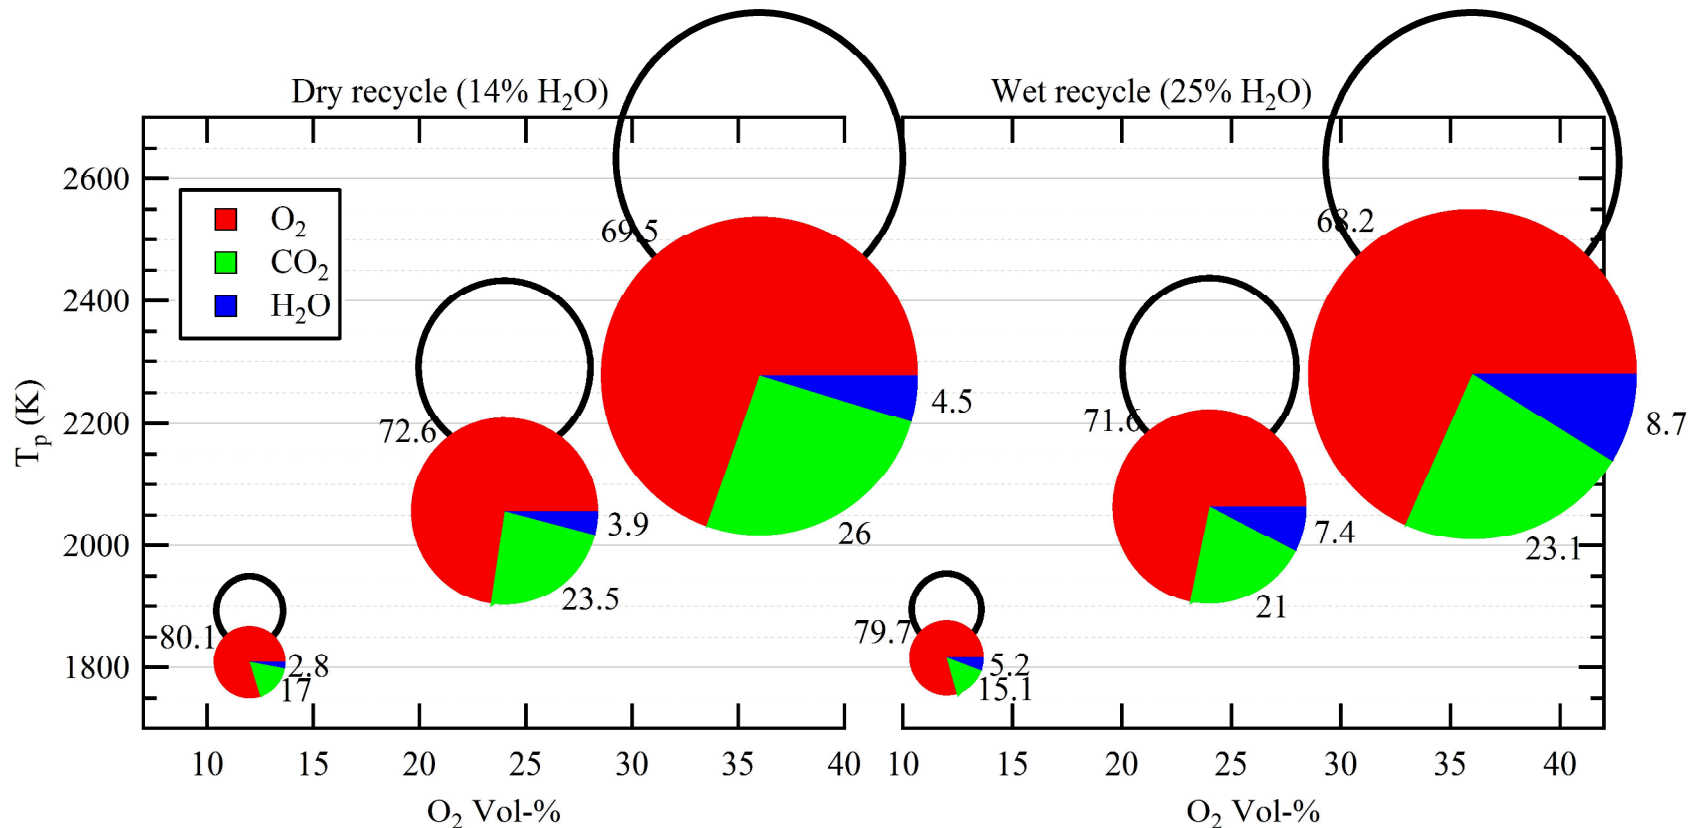 Dry recycle (14% H₂O)
Wet recycle (25% H₂O)
O₂
CO₂
H₂O
Tₚ (K)
2600
2400
2200
2000
1800
69.5
4.5
26
72.6
3.9
23.5
80.1
2.8
17
68.2
8.7
23.1
71.6
7.4
21
79.7
5.2
15.1
10 15 20 25 30 35 40
10 15 20 25 30 35 40
O₂ Vol-%
O₂ Vol-%